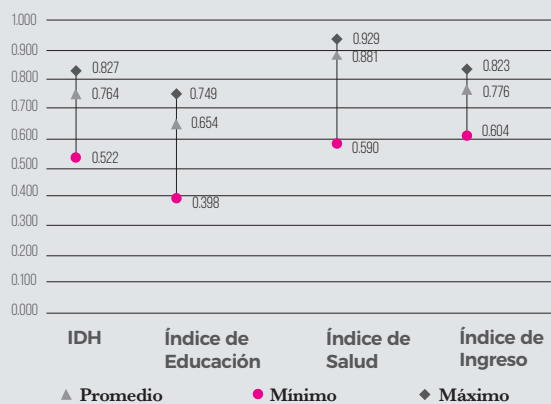 1.000
0.900
0.800
0.700
0.600
0.500
0.400
0.300
0.200
0.100
0.000
0.827
0.764
0.522
0.749
0.654
0.398
0.929
0.881
0.590
0.823
0.776
0.604
IDH
Índice de
Educación
Índice de
Salud
Índice de
Ingreso
Promedio
Mínimo
Máximo